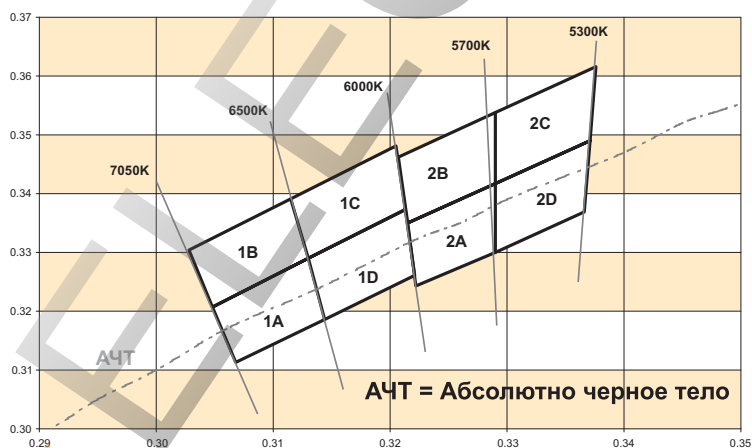 0.37
5300K
5700K
0.36
6000K
6500K
2C
0.35
7050K
2B
0.34
1C
2D
1B
2A
0.33
1D
0.32
1A
АЧТ
0.31
АЧТ = Абсолютно черное тело
0.30
0.29 0.30 0.31 0.32 0.33 0.34 0.35